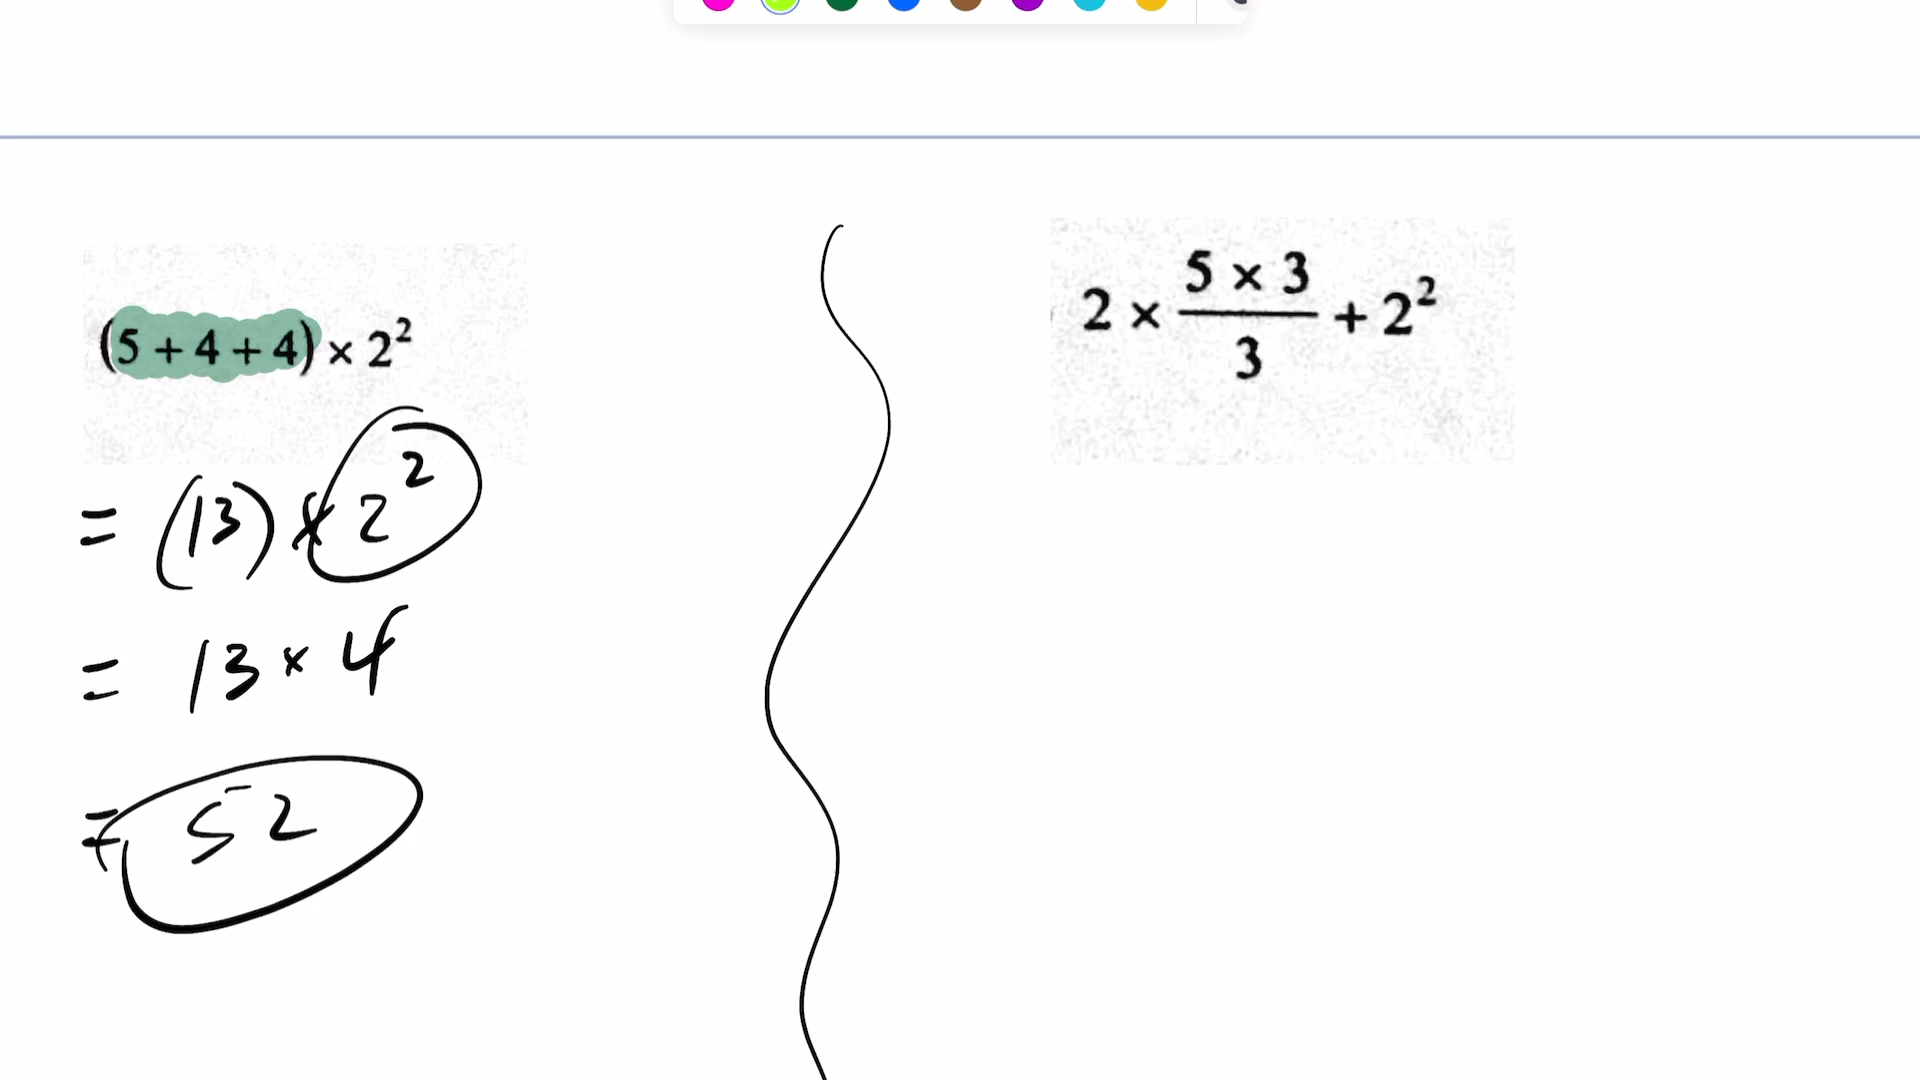 (5 + 4 + 4) × 2²
= (13) × 2²
= 13 × 4
= 52
2 × (5 × 3)/3 + 2²